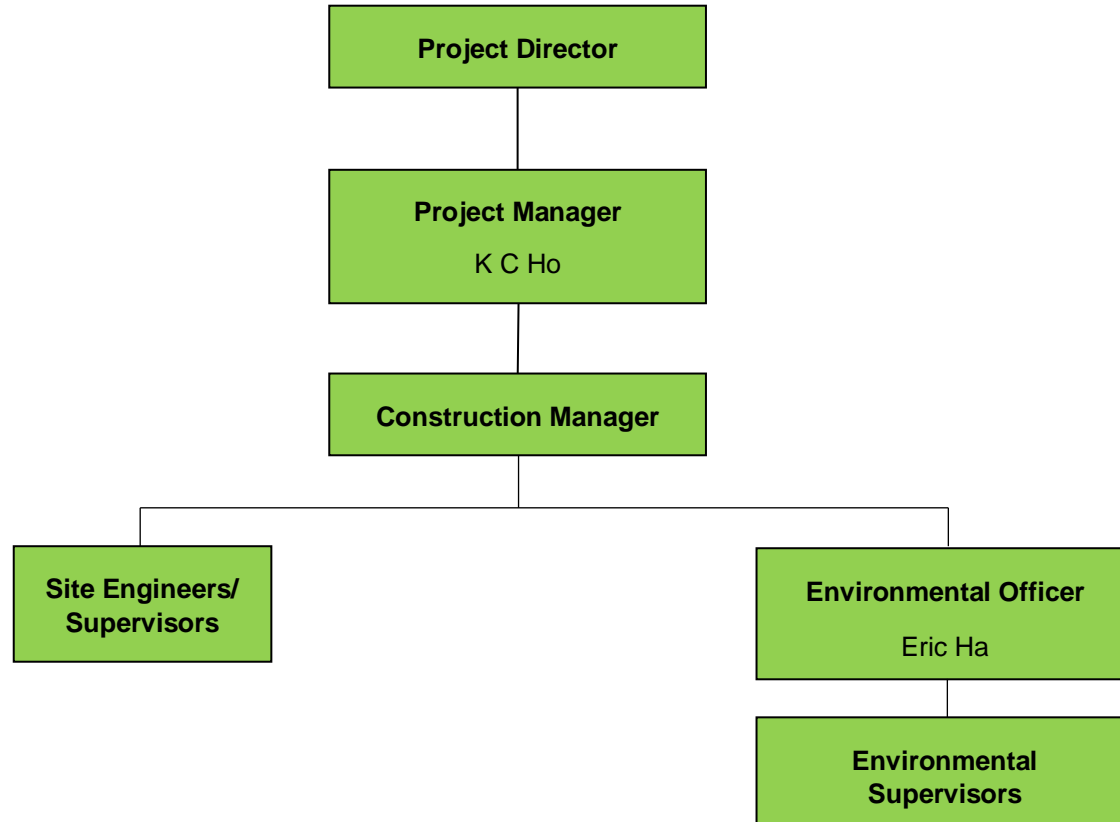 Project Director
Project Manager
K C Ho
Construction Manager
Site Engineers/
Supervisors
Environmental Officer
Eric Ha
Environmental
Supervisors